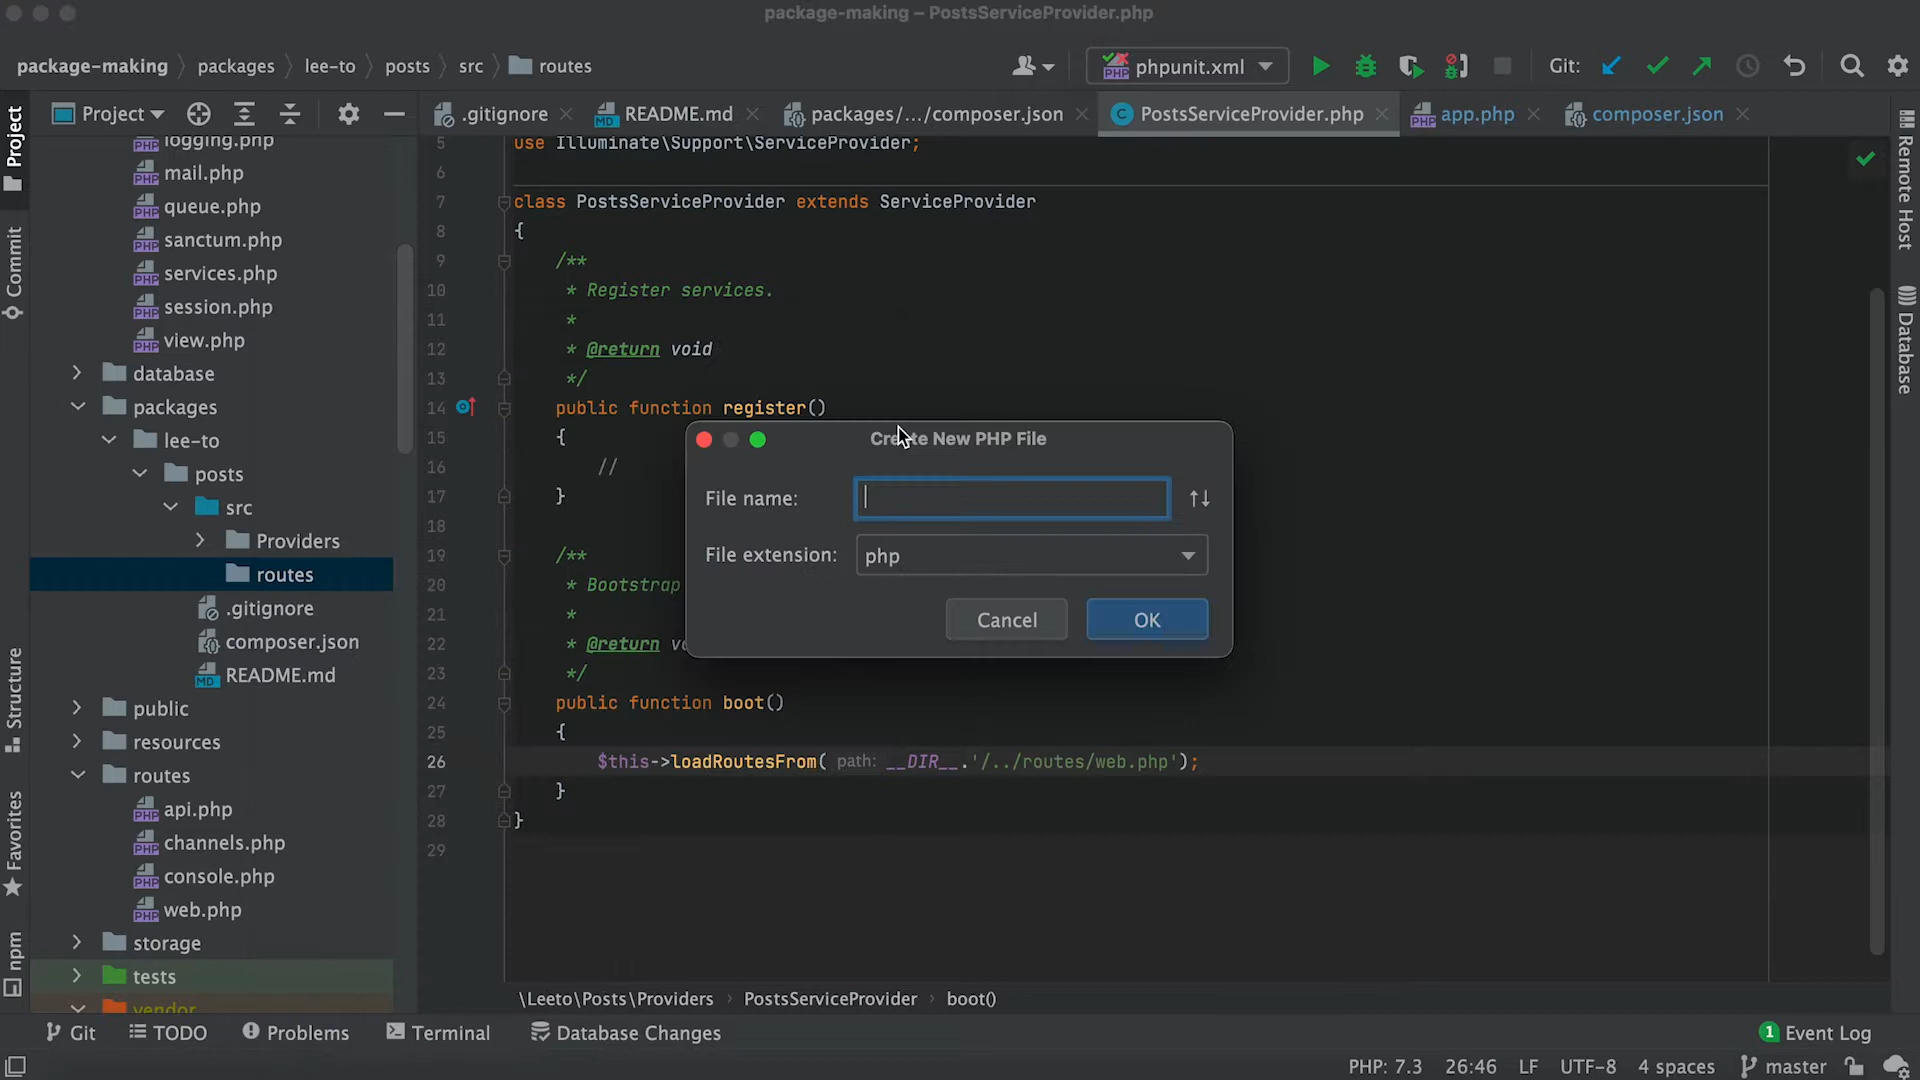 package-making – PostsServiceProvider.php
package-making
packages
lee-to
posts
src
routes
phpunit.xml
Git:
Project
.gitignore
README.md
packages/.../composer.json
PostsServiceProvider.php
app.php
composer.json
logging.php
mail.php
queue.php
sanctum.php
services.php
session.php
view.php
database
packages
lee-to
posts
src
Providers
routes
.gitignore
composer.json
README.md
public
resources
routes
api.php
channels.php
console.php
web.php
storage
tests
vendor
Project
Commit
Structure
Favorites
npm
5 use Illuminate\Support\ServiceProvider;
6
7 class PostsServiceProvider extends ServiceProvider
8 {
9 /**
10 * Register services.
11 *
12 * @return void
13 */
14 public function register()
15 {
16 //
17 }
18
19 /**
20 * Bootstrap
21 *
22 * @return vo
23 */
24 public function boot()
25 {
26 $this->loadRoutesFrom( path: __DIR__.'/../routes/web.php');
27 }
28 }
29
Create New PHP File
File name:
File extension: php
Cancel
OK
Remote Host
Database
\Leeto\Posts\Providers › PostsServiceProvider › boot()
Git
TODO
Problems
Terminal
Database Changes
1 Event Log
PHP: 7.3
26:46
LF
UTF-8
4 spaces
master